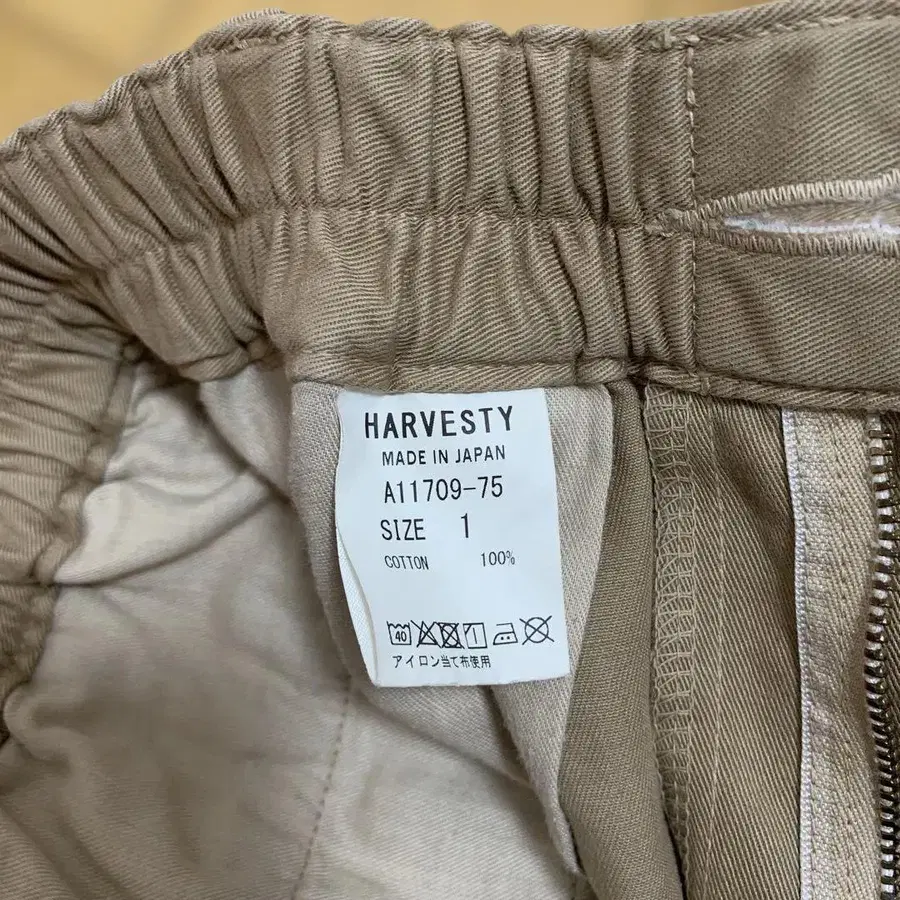 HARVESTY
MADE IN JAPAN
A11709-75
SIZE 1
COTTON 100%
40
アイロン当て布使用